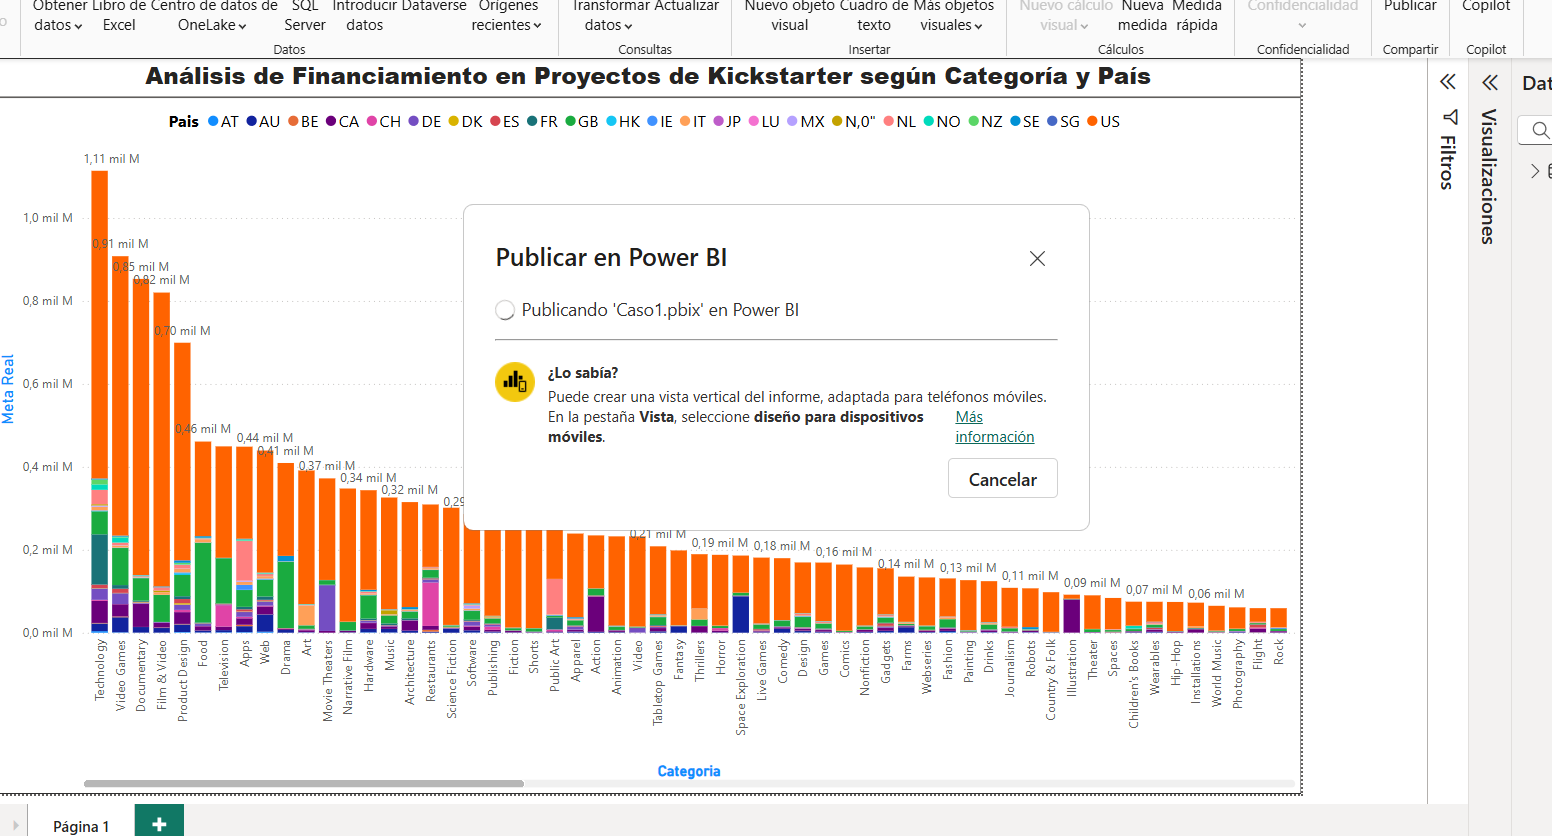 Obtener Libro de Centro de datos de SQL Introducir Dataverse Orígenes Transformar Actualizar Nuevo objeto Cuadro de Más objetos Nuevo cálculo Nueva Medida Confidencialidad Publicar Copilot
datos Excel OneLake Server datos recientes datos visual texto visuales visual medida rápida
Datos Consultas Insertar Cálculos Confidencialidad Compartir Copilot
Análisis de Financiamiento en Proyectos de Kickstarter según Categoría y País
Pais AT AU BE CA CH DE DK ES FR GB HK IE IT JP LU MX N,0" NL NO NZ SE SG US
1,11 mil M
1,0 mil M
0,91 mil M
0,85 mil M
0,82 mil M
0,8 mil M
0,70 mil M
0,6 mil M
0,46 mil M
0,44 mil M
0,41 mil M
0,4 mil M
0,37 mil M
0,34 mil M
0,32 mil M
0,29
0,21 mil M
0,2 mil M
0,19 mil M
0,18 mil M
0,16 mil M
0,14 mil M
0,13 mil M
0,11 mil M
0,09 mil M
0,07 mil M
0,06 mil M
0,0 mil M
Meta Real
Technology
Video Games
Documentary
Film & Video
Product Design
Food
Television
Apps
Web
Drama
Art
Movie Theaters
Narrative Film
Hardware
Music
Architecture
Restaurants
Science Fiction
Software
Publishing
Fiction
Shorts
Public Art
Apparel
Action
Animation
Video
Tabletop Games
Fantasy
Thrillers
Horror
Space Exploration
Live Games
Comedy
Design
Games
Comics
Nonfiction
Gadgets
Farms
Webseries
Fashion
Painting
Drinks
Journalism
Robots
Country & Folk
Illustration
Theater
Spaces
Children's Books
Wearables
Hip-Hop
Installations
World Music
Photography
Flight
Rock
Categoria
Publicar en Power BI
Publicando 'Caso1.pbix' en Power BI
¿Lo sabía?
Puede crear una vista vertical del informe, adaptada para teléfonos móviles.
En la pestaña Vista, seleccione diseño para dispositivos móviles.
Más información
Cancelar
Filtros
Visualizaciones
Dat
Página 1